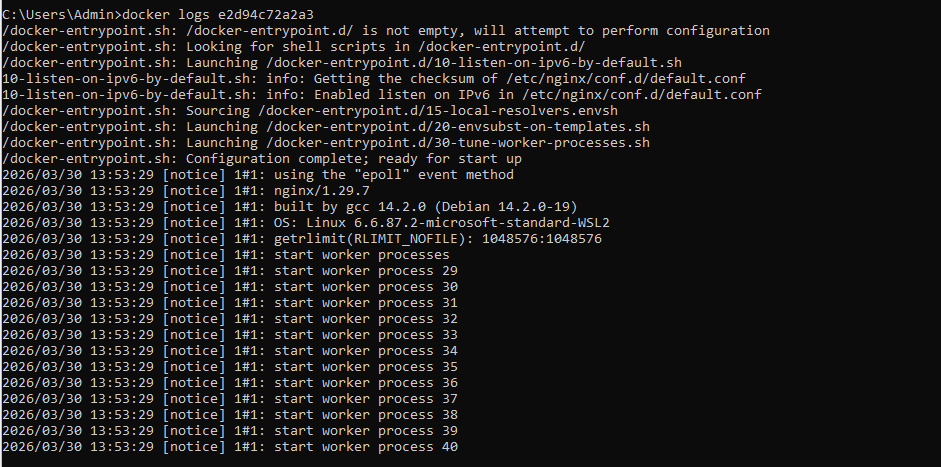 C:\Users\Admin>docker logs e2d94c72a2a3
/docker-entrypoint.sh: /docker-entrypoint.d/ is not empty, will attempt to perform configuration
/docker-entrypoint.sh: Looking for shell scripts in /docker-entrypoint.d/
/docker-entrypoint.sh: Launching /docker-entrypoint.d/10-listen-on-ipv6-by-default.sh
10-listen-on-ipv6-by-default.sh: info: Getting the checksum of /etc/nginx/conf.d/default.conf
10-listen-on-ipv6-by-default.sh: info: Enabled listen on IPv6 in /etc/nginx/conf.d/default.conf
/docker-entrypoint.sh: Sourcing /docker-entrypoint.d/15-local-resolvers.envsh
/docker-entrypoint.sh: Launching /docker-entrypoint.d/20-envsubst-on-templates.sh
/docker-entrypoint.sh: Launching /docker-entrypoint.d/30-tune-worker-processes.sh
/docker-entrypoint.sh: Configuration complete; ready for start up
2026/03/30 13:53:29 [notice] 1#1: using the "epoll" event method
2026/03/30 13:53:29 [notice] 1#1: nginx/1.29.7
2026/03/30 13:53:29 [notice] 1#1: built by gcc 14.2.0 (Debian 14.2.0-19)
2026/03/30 13:53:29 [notice] 1#1: OS: Linux 6.6.87.2-microsoft-standard-WSL2
2026/03/30 13:53:29 [notice] 1#1: getrlimit(RLIMIT_NOFILE): 1048576:1048576
2026/03/30 13:53:29 [notice] 1#1: start worker processes
2026/03/30 13:53:29 [notice] 1#1: start worker process 29
2026/03/30 13:53:29 [notice] 1#1: start worker process 30
2026/03/30 13:53:29 [notice] 1#1: start worker process 31
2026/03/30 13:53:29 [notice] 1#1: start worker process 32
2026/03/30 13:53:29 [notice] 1#1: start worker process 33
2026/03/30 13:53:29 [notice] 1#1: start worker process 34
2026/03/30 13:53:29 [notice] 1#1: start worker process 35
2026/03/30 13:53:29 [notice] 1#1: start worker process 36
2026/03/30 13:53:29 [notice] 1#1: start worker process 37
2026/03/30 13:53:29 [notice] 1#1: start worker process 38
2026/03/30 13:53:29 [notice] 1#1: start worker process 39
2026/03/30 13:53:29 [notice] 1#1: start worker process 40